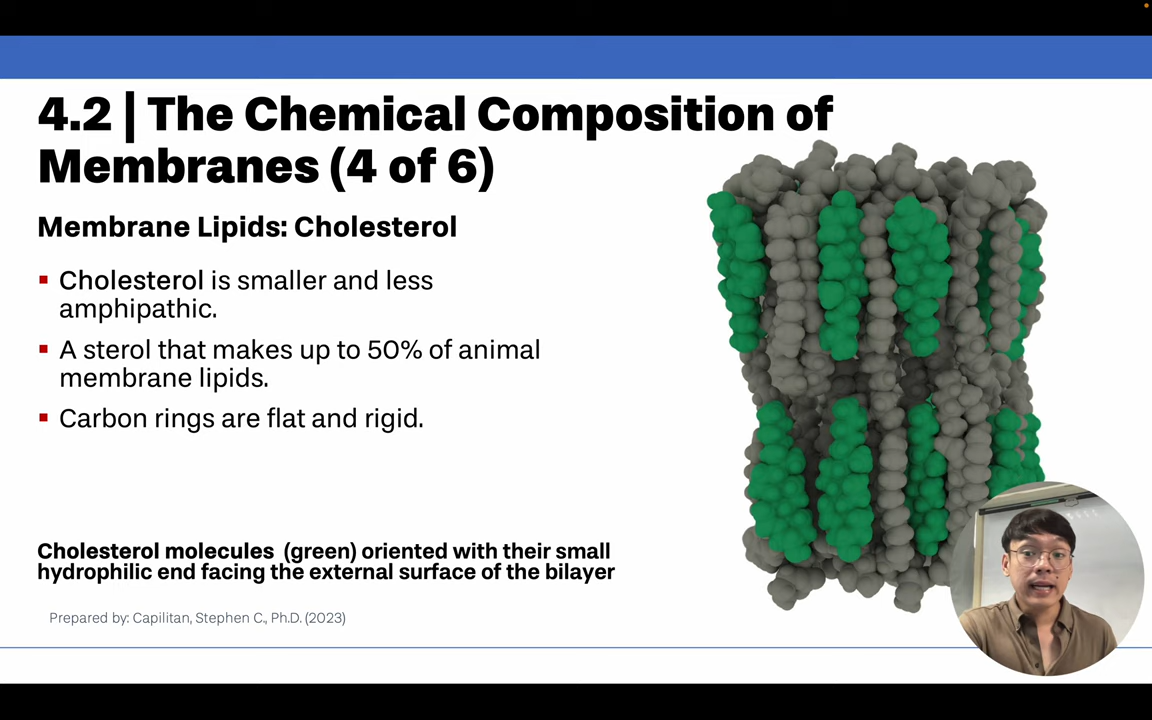 4.2 | The Chemical Composition of
Membranes (4 of 6)
Membrane Lipids: Cholesterol
▪ Cholesterol is smaller and less
amphipathic.
▪ A sterol that makes up to 50% of animal
membrane lipids.
▪ Carbon rings are flat and rigid.
Cholesterol molecules (green) oriented with their small
hydrophilic end facing the external surface of the bilayer
Prepared by: Capilitan, Stephen C., Ph.D. (2023)